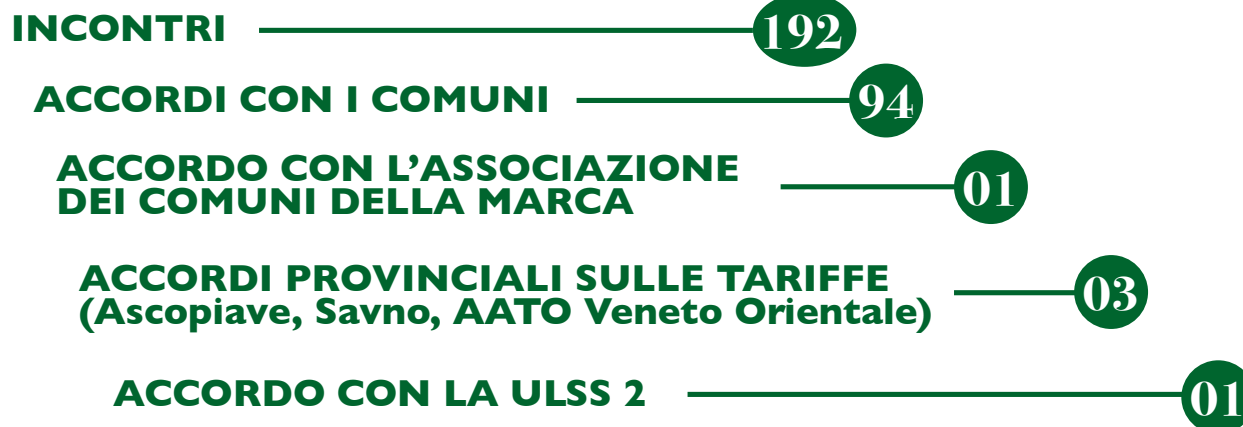 INCONTRI 192
ACCORDI CON I COMUNI 94
ACCORDO CON L’ASSOCIAZIONE
DEI COMUNI DELLA MARCA 01
ACCORDI PROVINCIALI SULLE TARIFFE
(Ascopiave, Savno, AATO Veneto Orientale) 03
ACCORDO CON LA ULSS 2 01